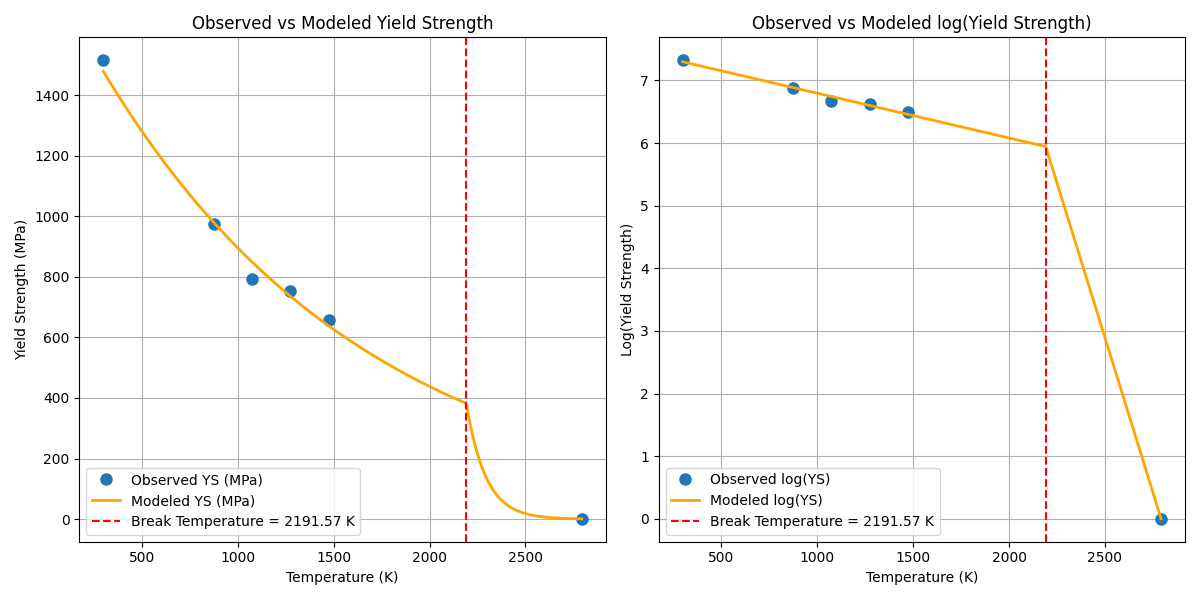 Observed vs Modeled Yield Strength
Yield Strength (MPa)
1400
1200
1000
800
600
400
200
0
Observed YS (MPa)
Modeled YS (MPa)
Break Temperature = 2191.57 K
500 1000 1500 2000 2500
Temperature (K)
Observed vs Modeled log(Yield Strength)
Log(Yield Strength)
7
6
5
4
3
2
1
0
Observed log(YS)
Modeled log(YS)
Break Temperature = 2191.57 K
500 1000 1500 2000 2500
Temperature (K)